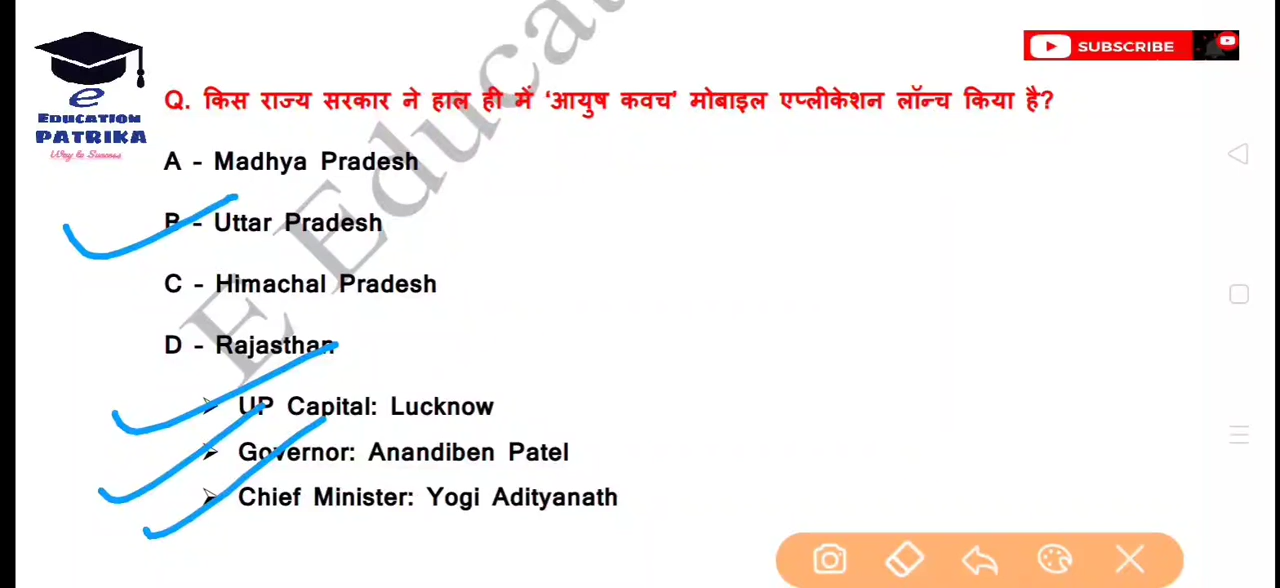 SUBSCRIBE
e
EDUCATION
PATRIKA
Way to Success
Q. किस राज्य सरकार ने हाल ही में ‘आयुष कवच’ मोबाइल एप्लीकेशन लॉन्च किया है?
A - Madhya Pradesh
B - Uttar Pradesh
C - Himachal Pradesh
D - Rajasthan
➤ UP Capital: Lucknow
➤ Governor: Anandiben Patel
➤ Chief Minister: Yogi Adityanath
E Educat